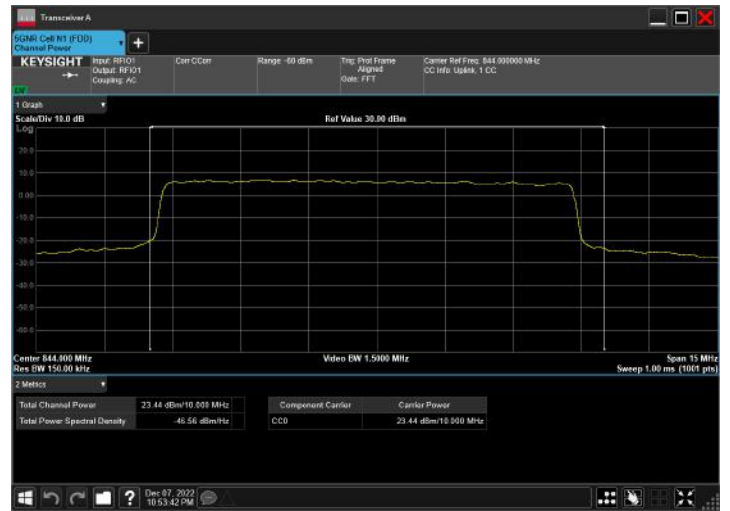 Transceiver A
5GNR Cell N1 (FDD)
Channel Power
+
KEYSIGHT
Input: RFIO1
Output: RFIO1
Coupling: AC
Corr CCorr
Range -60 dBm
Trig: Prot Frame
Aligned
Gate: FFT
Carrier Ref Freq: 844.000000 MHz
CC Info: Uplink, 1 CC
1 Graph
Scale/Div 10.0 dB
Ref Value 30.00 dBm
Log
20.0
10.0
0.00
-10.0
-20.0
-30.0
-40.0
-50.0
-60.0
Center 844.000 MHz
Video BW 1.5000 MHz
Span 15 MHz
Res BW 150.00 kHz
Sweep 1.00 ms (1001 pts)
2 Metrics
Total Channel Power 23.44 dBm/10.000 MHz
Total Power Spectral Density -46.56 dBm/Hz
Component Carrier Carrier Power
CC0 23.44 dBm/10.000 MHz
?
Dec 07, 2022
10:53:42 PM